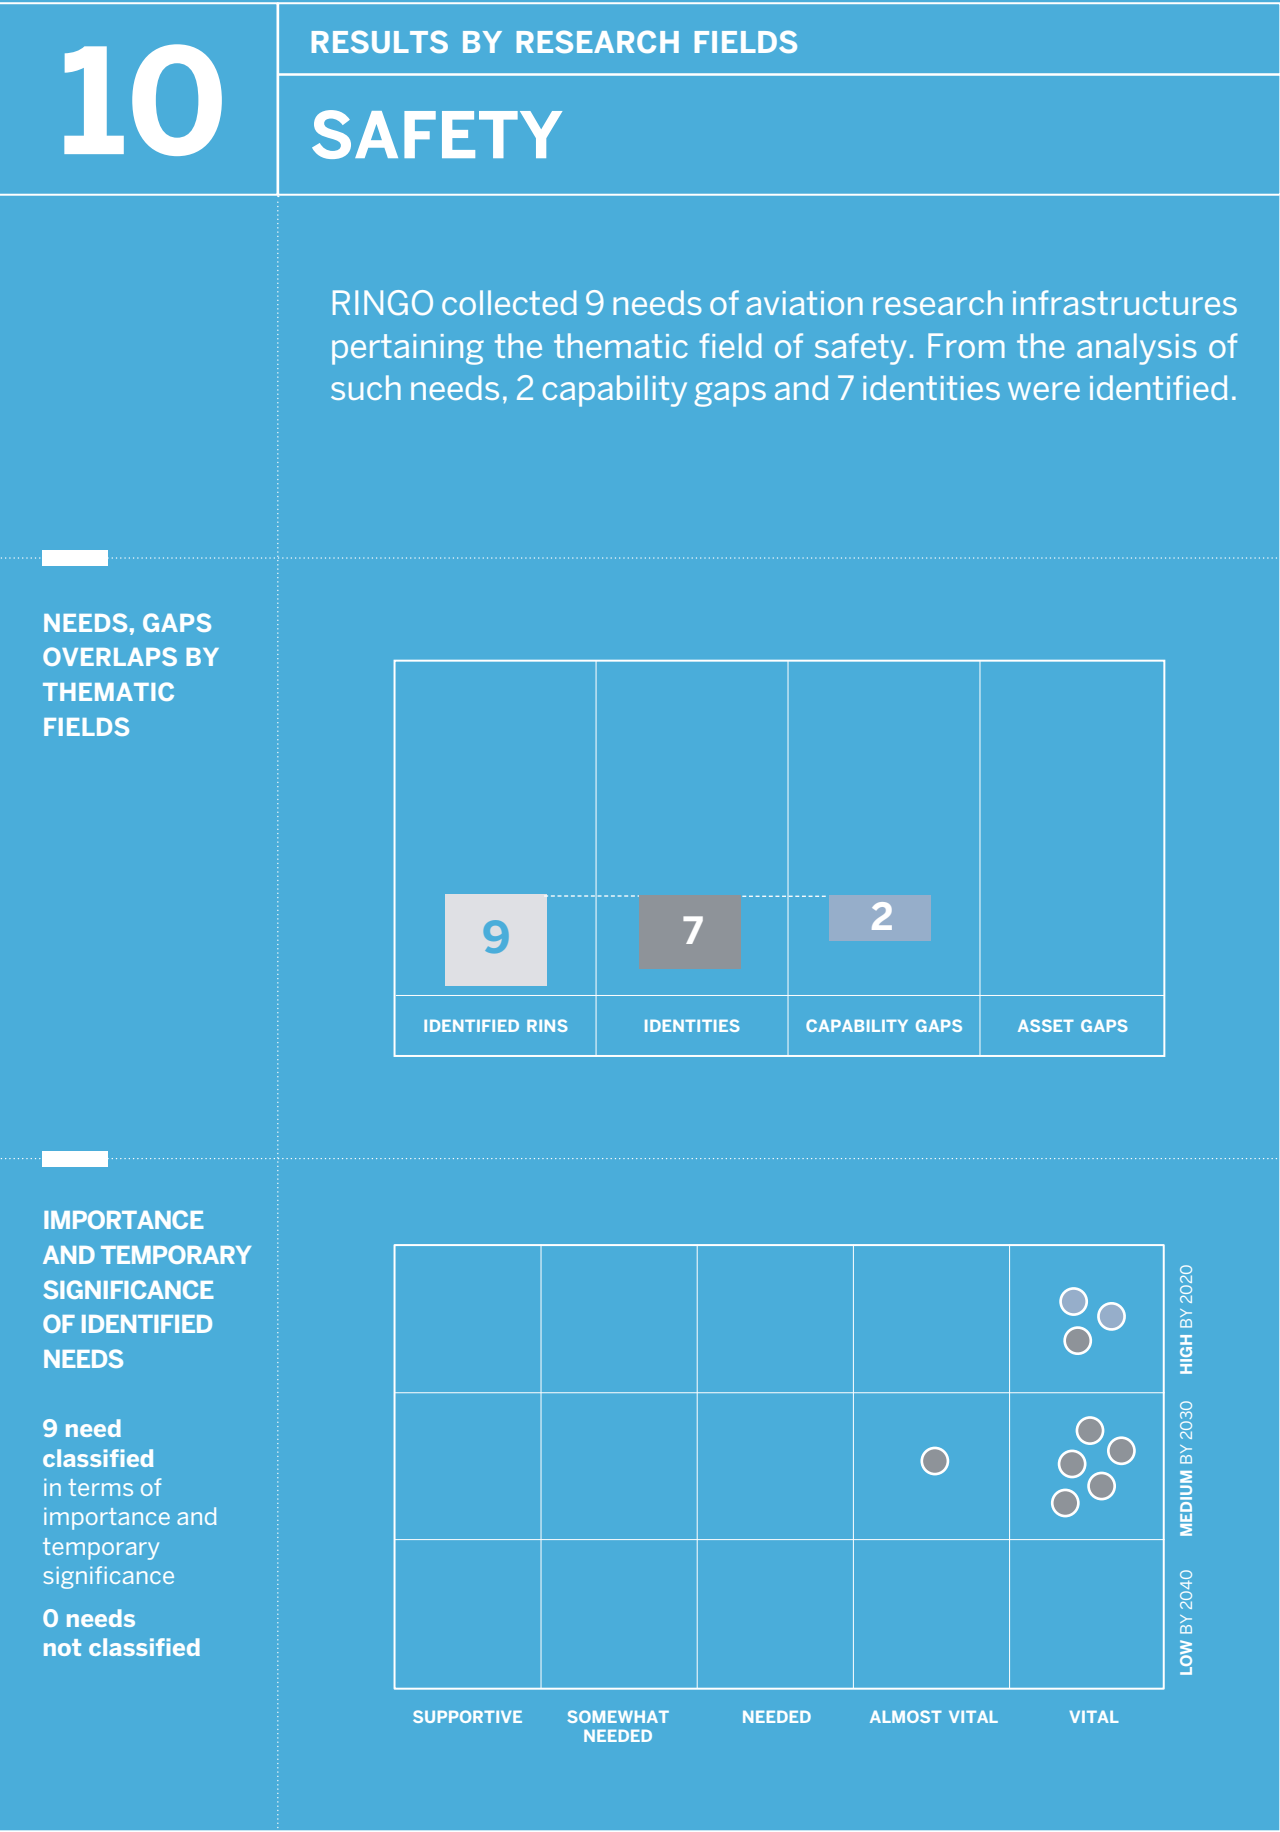 10
RESULTS BY RESEARCH FIELDS
SAFETY
RINGO collected 9 needs of aviation research infrastructures
pertaining the thematic field of safety. From the analysis of
such needs, 2 capability gaps and 7 identities were identified.
NEEDS, GAPS
OVERLAPS BY
THEMATIC
FIELDS
9
7
2
IDENTIFIED RINS
IDENTITIES
CAPABILITY GAPS
ASSET GAPS
IMPORTANCE
AND TEMPORARY
SIGNIFICANCE
OF IDENTIFIED
NEEDS
9 need
classified
in terms of
importance and
temporary
significance
0 needs
not classified
HIGH BY 2020
MEDIUM BY 2030
LOW BY 2040
SUPPORTIVE
SOMEWHAT
NEEDED
NEEDED
ALMOST VITAL
VITAL